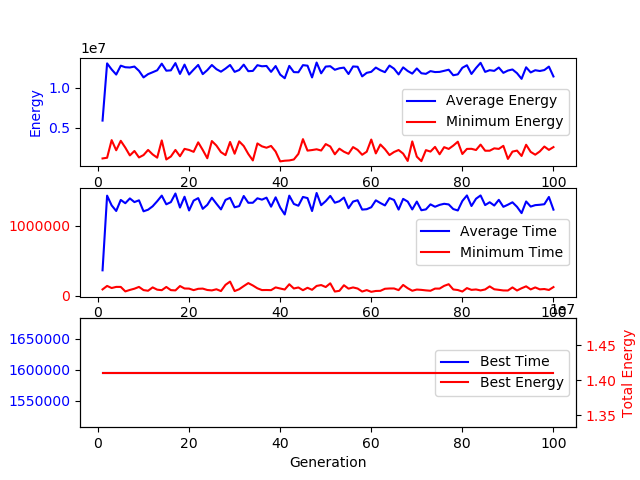 1e7
1.0
0.5
Energy
Average Energy
Minimum Energy
0 20 40 60 80 100
1000000
0
Average Time
Minimum Time
0 20 40 60 80 100
1e7
1650000
1600000
1550000
Best Time
Best Energy
1.45
1.40
1.35
Total Energy
0 20 40 60 80 100
Generation